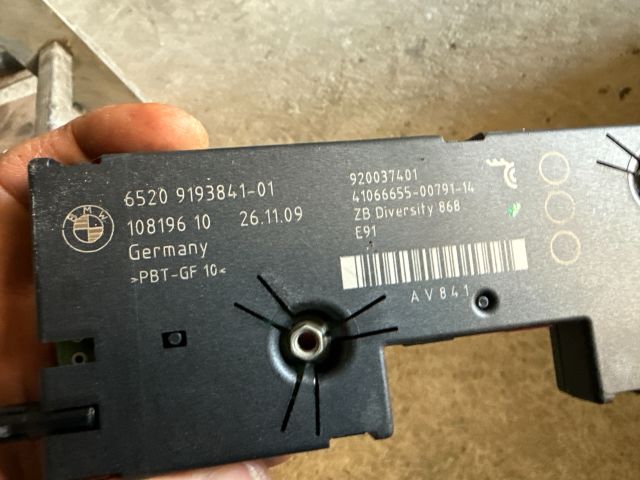 BMW
6520 9193841-01
108196 10 26.11.09
Germany
>PBT-GF 10<
920037401
41066655-00791-14
ZB Diversity 868
E91
AV841